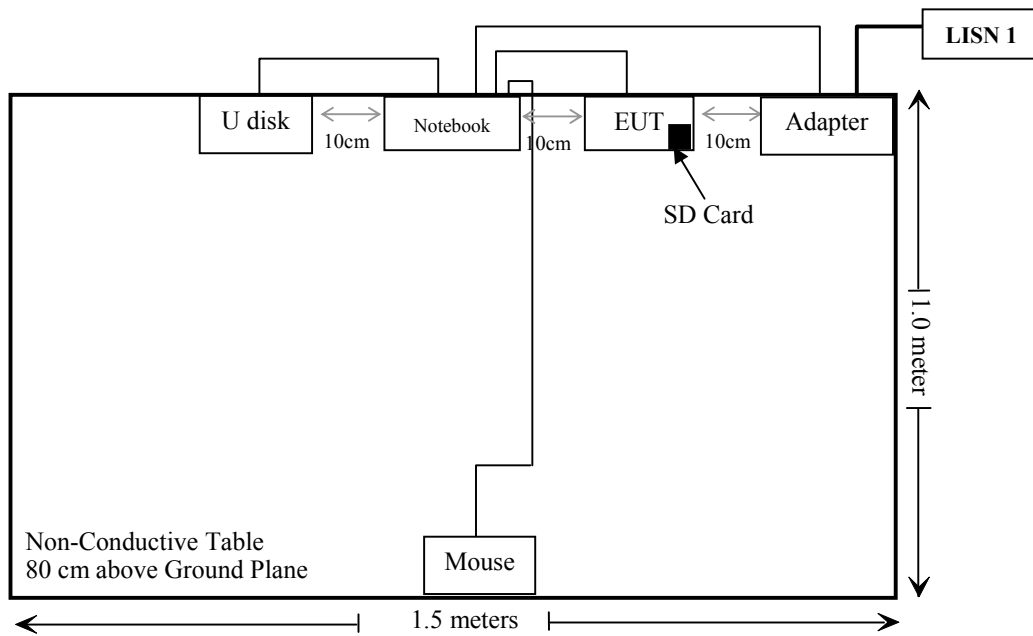 LISN 1
U disk
Notebook
EUT
Adapter
10cm
10cm
10cm
SD Card
1.0 meter
Non-Conductive Table
80 cm above Ground Plane
Mouse
1.5 meters